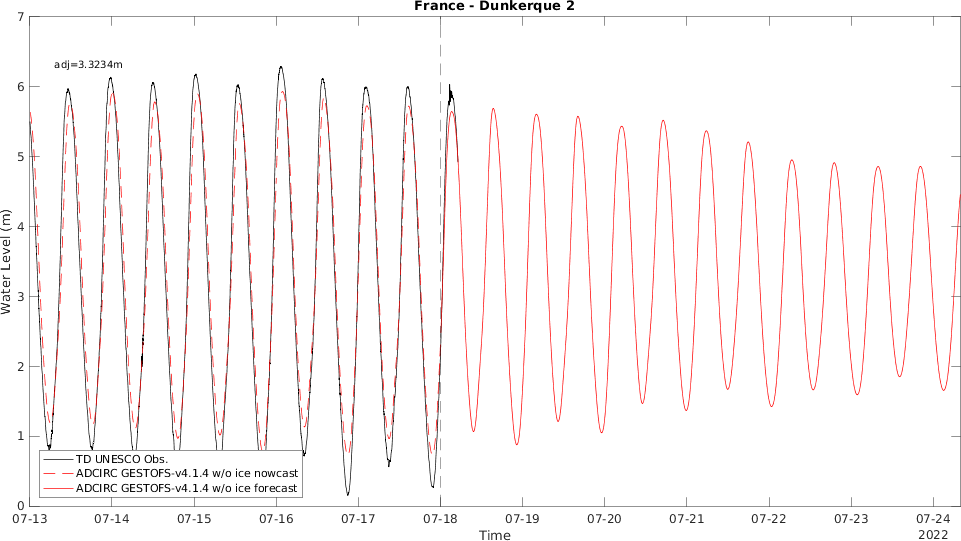 France - Dunkerque 2
7
adj=3.3234m
6
5
4
3
2
1
0
Water Level (m)
TD UNESCO Obs.
ADCIRC GESTOFS-v4.1.4 w/o ice nowcast
ADCIRC GESTOFS-v4.1.4 w/o ice forecast
07-13 07-14 07-15 07-16 07-17 07-18 07-19 07-20 07-21 07-22 07-23 07-24
Time 2022